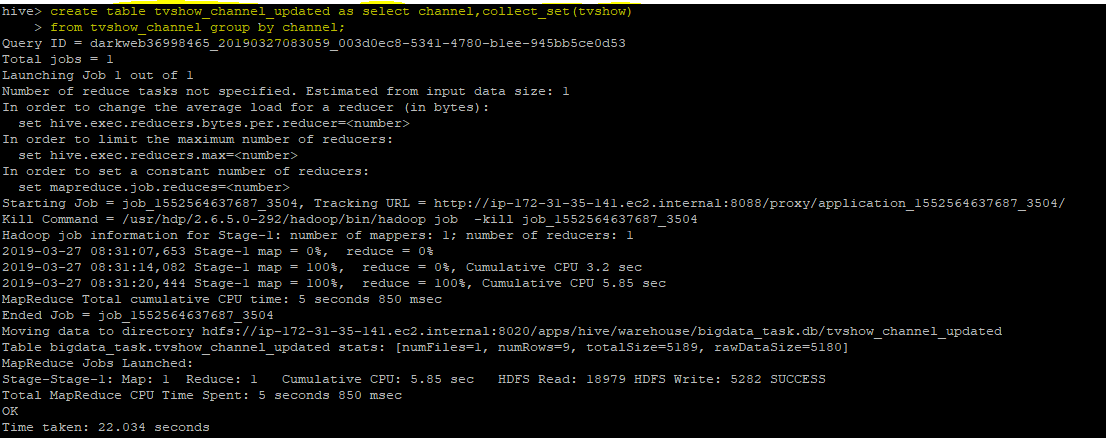 hive> create table tvshow_channel_updated as select channel,collect_set(tvshow)
    > from tvshow_channel group by channel;
Query ID = darkweb36998465_20190327083059_003d0ec8-5341-4780-b1ee-945bb5ce0d53
Total jobs = 1
Launching Job 1 out of 1
Number of reduce tasks not specified. Estimated from input data size: 1
In order to change the average load for a reducer (in bytes):
  set hive.exec.reducers.bytes.per.reducer=<number>
In order to limit the maximum number of reducers:
  set hive.exec.reducers.max=<number>
In order to set a constant number of reducers:
  set mapreduce.job.reduces=<number>
Starting Job = job_1552564637687_3504, Tracking URL = http://ip-172-31-35-141.ec2.internal:8088/proxy/application_1552564637687_3504/
Kill Command = /usr/hdp/2.6.5.0-292/hadoop/bin/hadoop job  -kill job_1552564637687_3504
Hadoop job information for Stage-1: number of mappers: 1; number of reducers: 1
2019-03-27 08:31:07,653 Stage-1 map = 0%,  reduce = 0%
2019-03-27 08:31:14,082 Stage-1 map = 100%,  reduce = 0%, Cumulative CPU 3.2 sec
2019-03-27 08:31:20,444 Stage-1 map = 100%,  reduce = 100%, Cumulative CPU 5.85 sec
MapReduce Total cumulative CPU time: 5 seconds 850 msec
Ended Job = job_1552564637687_3504
Moving data to directory hdfs://ip-172-31-35-141.ec2.internal:8020/apps/hive/warehouse/bigdata_task.db/tvshow_channel_updated
Table bigdata_task.tvshow_channel_updated stats: [numFiles=1, numRows=9, totalSize=5189, rawDataSize=5180]
MapReduce Jobs Launched:
Stage-Stage-1: Map: 1  Reduce: 1   Cumulative CPU: 5.85 sec   HDFS Read: 18979 HDFS Write: 5282 SUCCESS
Total MapReduce CPU Time Spent: 5 seconds 850 msec
OK
Time taken: 22.034 seconds